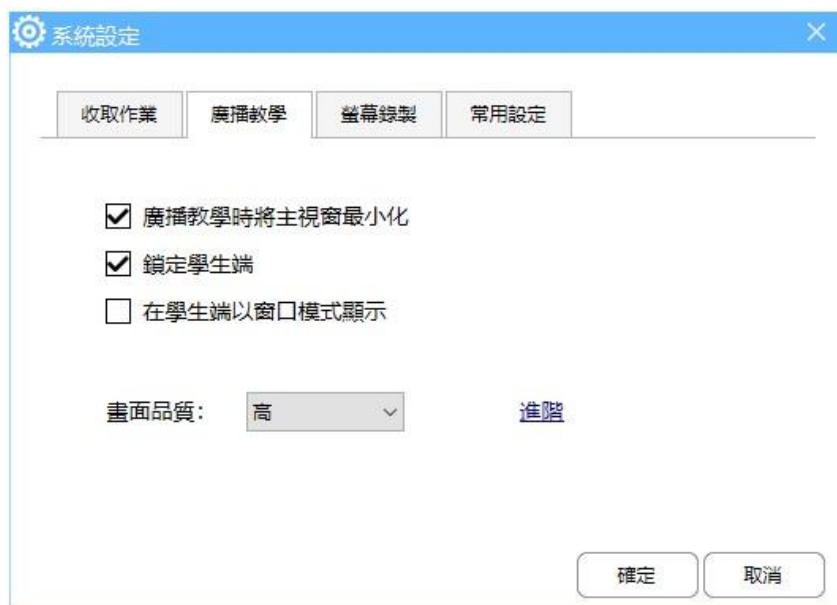 系統設定
收取作業 廣播教學 螢幕錄製 常用設定
廣播教學時將主視窗最小化
鎖定學生端
在學生端以窗口模式顯示
畫面品質: 高 進階
確定 取消